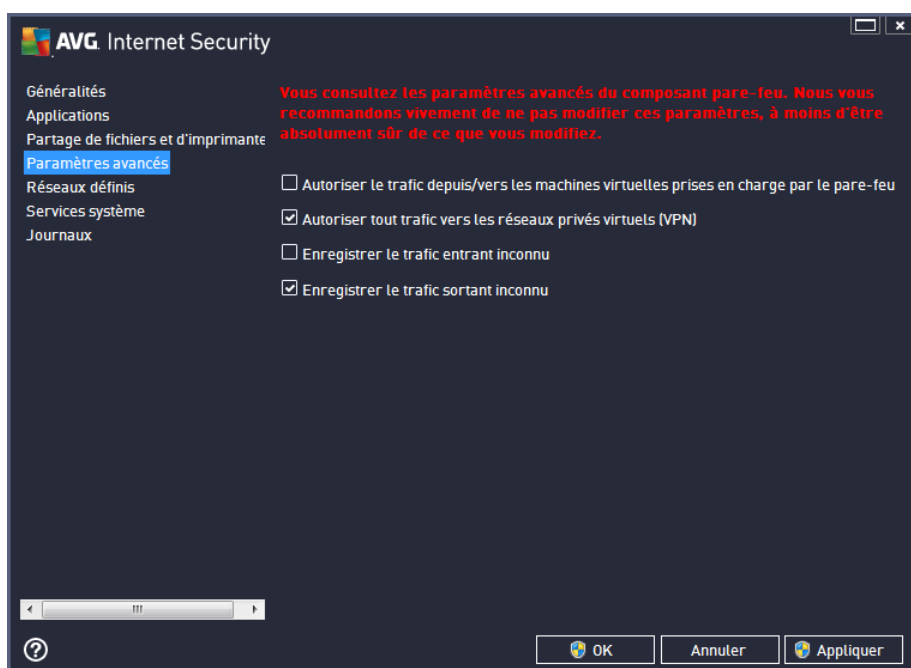 AVG. Internet Security
Généralités
Applications
Partage de fichiers et d'imprimante
Paramètres avancés
Réseaux définis
Services système
Journaux
Vous consultez les paramètres avancés du composant pare-feu. Nous vous
recommandons vivement de ne pas modifier ces paramètres, à moins d'être
absolument sûr de ce que vous modifiez.
Autoriser le trafic depuis/vers les machines virtuelles prises en charge par le pare-feu
Autoriser tout trafic vers les réseaux privés virtuels (VPN)
Enregistrer le trafic entrant inconnu
Enregistrer le trafic sortant inconnu
OK
Annuler
Appliquer